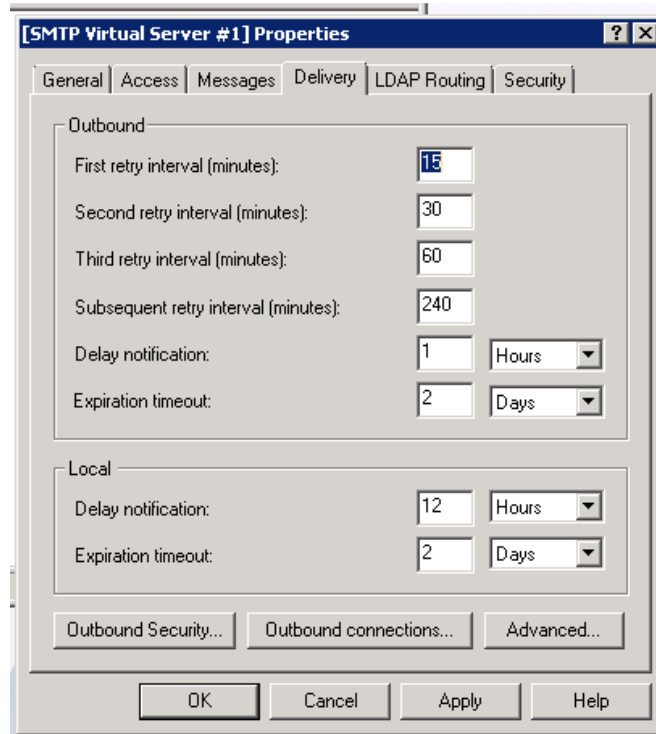 [SMTP Virtual Server #1] Properties
General Access Messages Delivery LDAP Routing Security
Outbound
First retry interval (minutes): 15
Second retry interval (minutes): 30
Third retry interval (minutes): 60
Subsequent retry interval (minutes): 240
Delay notification: 1 Hours
Expiration timeout: 2 Days
Local
Delay notification: 12 Hours
Expiration timeout: 2 Days
Outbound Security... Outbound connections... Advanced...
OK Cancel Apply Help